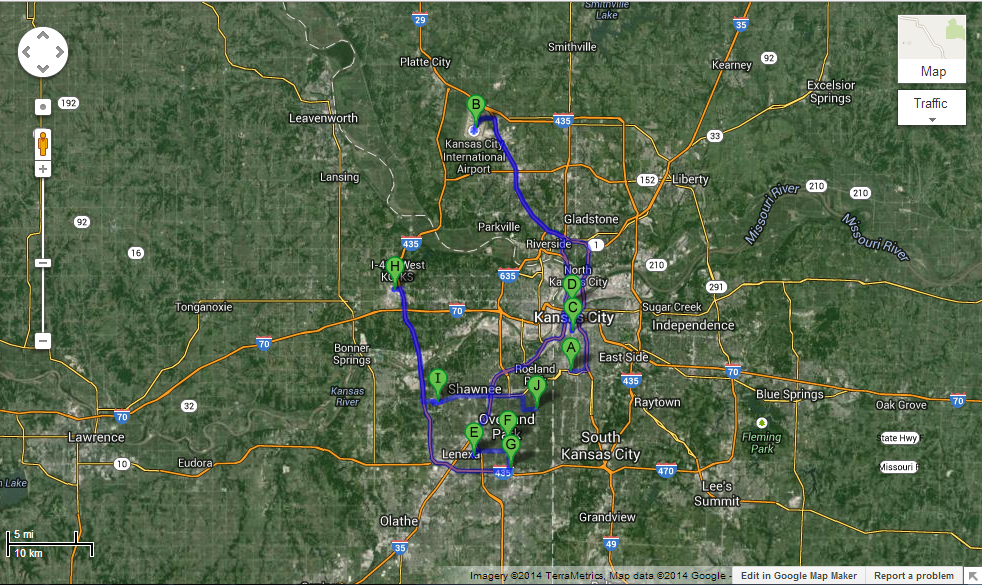 Smithville
Lake
29
35
Smithville
Platte City
92
Kearney
Map
192
Excelsior
Springs
Traffic
B
Leavenworth
435
33
Kansas City
International
Airport
Lansing
152
Liberty
210
210
Missouri River
92
Gladstone
Parkville
Riverside
1
435
Missouri River
16
H
I-4
West
KS
635
North
Kansas City
210
D
291
Tonganoxie
70
C
Kansas City
Sugar Creek
Independence
70
Bonner
Springs
A
East Side
Roeland
70
I
Shawnee
J
435
Kansas
River
Blue Springs
70
32
Raytown
Oak Grove
70
Overland
Park
F
E
G
Lawrence
South
Kansas City
Fleming
Park
tate Hwy
Lenexa
10
Eudora
435
470
Missouri
n Lake
Lee's
Summit
Olathe
Grandview
5 mi
10 km
35
49
Imagery ©2014 TerraMetrics, Map data ©2014 Google -
Edit in Google Map Maker
Report a problem